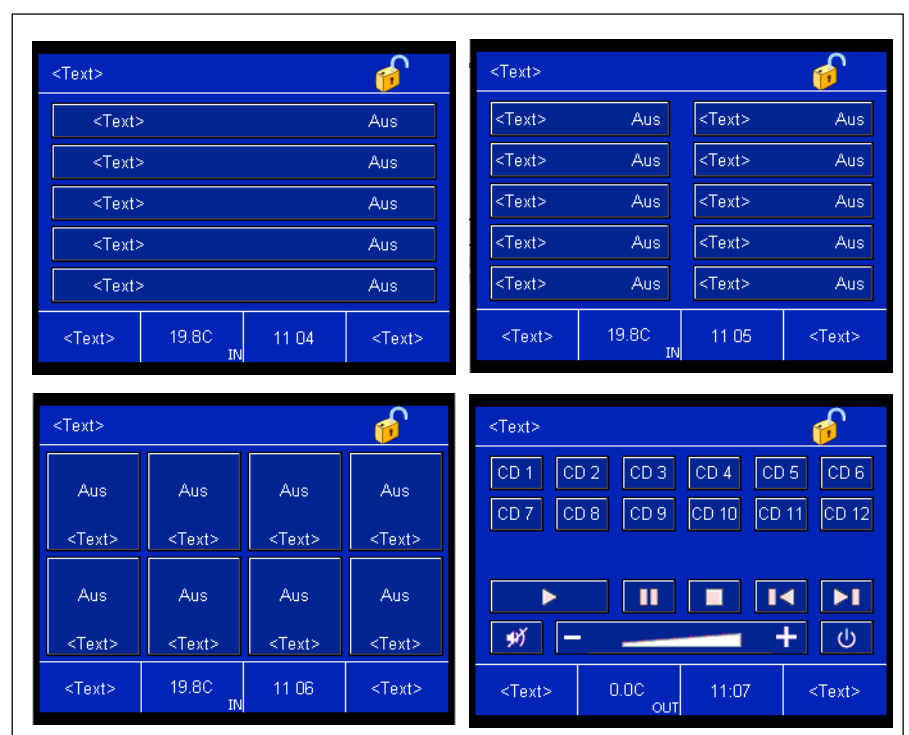 <Text>
<Text> Aus
<Text> Aus
<Text> Aus
<Text> Aus
<Text> Aus
<Text> 19.8C IN 11 04 <Text>
<Text>
<Text> Aus <Text> Aus
<Text> Aus <Text> Aus
<Text> Aus <Text> Aus
<Text> Aus <Text> Aus
<Text> Aus <Text> Aus
<Text> 19.8C IN 11 05 <Text>
<Text>
Aus Aus Aus Aus
<Text> <Text> <Text> <Text>
Aus Aus Aus Aus
<Text> <Text> <Text> <Text>
<Text> 19.8C IN 11 06 <Text>
<Text>
CD 1 CD 2 CD 3 CD 4 CD 5 CD 6
CD 7 CD 8 CD 9 CD 10 CD 11 CD 12
<Text> 0.0C OUT 11:07 <Text>